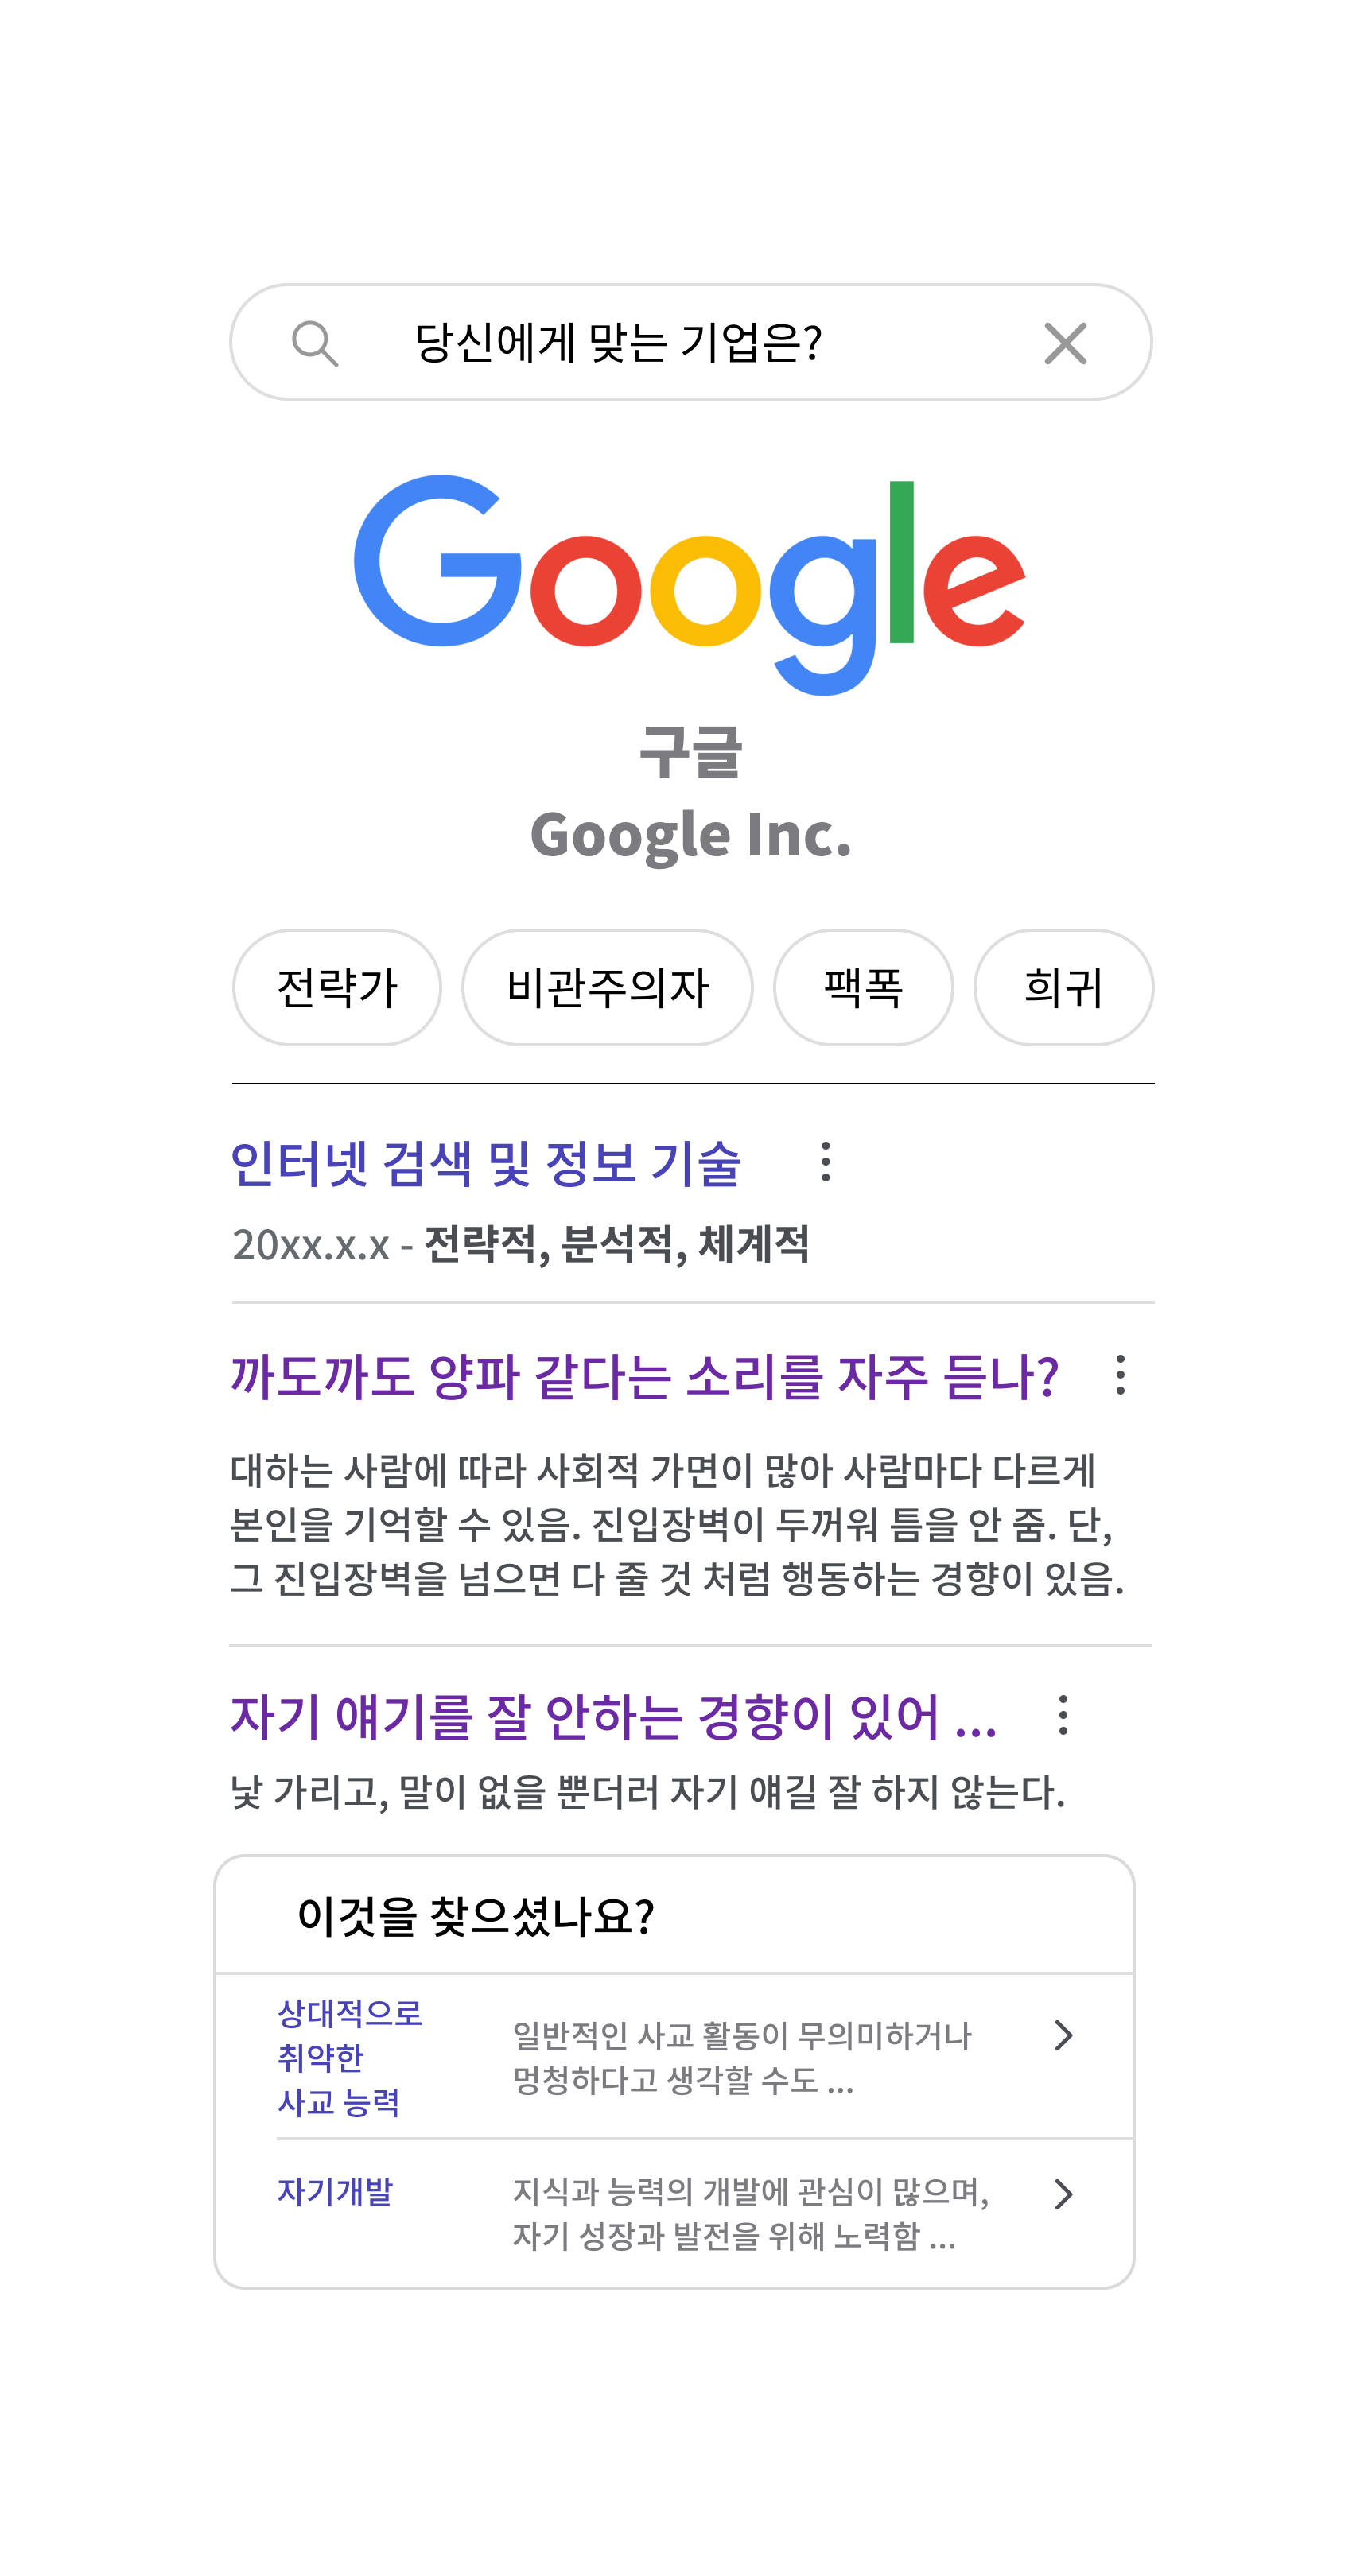 당신에게 맞는 기업은?
Google
구글
Google Inc.
전략가 비관주의자 팩폭 희귀
인터넷 검색 및 정보 기술
20xx.x.x - 전략적, 분석적, 체계적
까도까도 양파 같다는 소리를 자주 듣나?
대하는 사람에 따라 사회적 가면이 많아 사람마다 다르게
본인을 기억할 수 있음. 진입장벽이 두꺼워 틈을 안 줌. 단,
그 진입장벽을 넘으면 다 줄 것 처럼 행동하는 경향이 있음.
자기 얘기를 잘 안하는 경향이 있어 ...
낯 가리고, 말이 없을 뿐더러 자기 얘길 잘 하지 않는다.
이것을 찾으셨나요?
상대적으로
취약한
사교 능력
일반적인 사교 활동이 무의미하거나
멍청하다고 생각할 수도 ...
자기개발
지식과 능력의 개발에 관심이 많으며,
자기 성장과 발전을 위해 노력함 ...